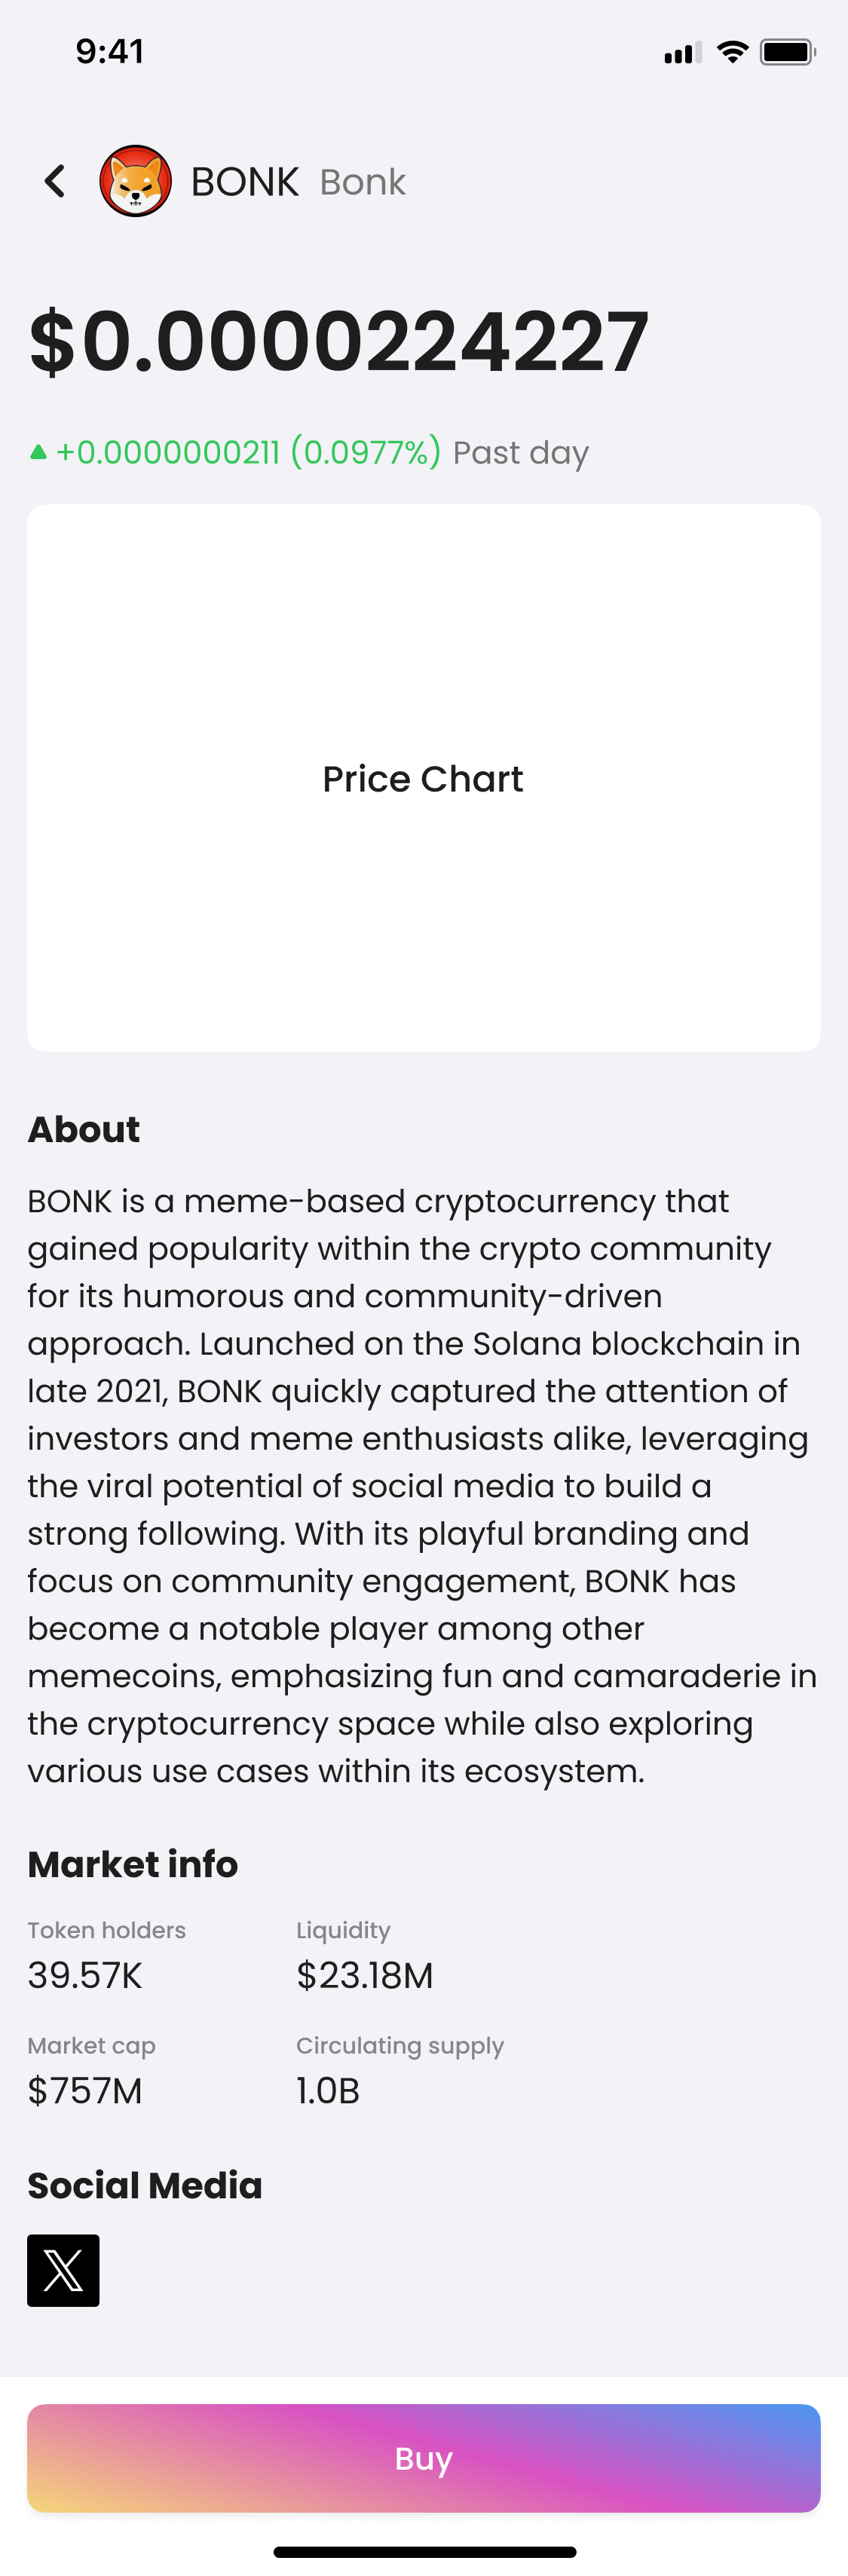 9:41
BONK Bonk
$0.0000224227
+0.0000000211 (0.0977%) Past day
Price Chart
About
BONK is a meme-based cryptocurrency that
gained popularity within the crypto community
for its humorous and community-driven
approach. Launched on the Solana blockchain in
late 2021, BONK quickly captured the attention of
investors and meme enthusiasts alike, leveraging
the viral potential of social media to build a
strong following. With its playful branding and
focus on community engagement, BONK has
become a notable player among other
memecoins, emphasizing fun and camaraderie in
the cryptocurrency space while also exploring
various use cases within its ecosystem.
Market info
Token holders Liquidity
39.57K $23.18M
Market cap Circulating supply
$757M 1.0B
Social Media
Buy